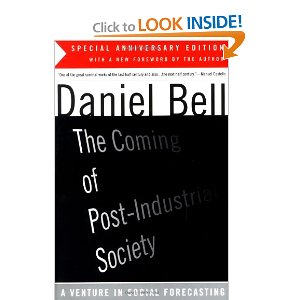 Click to LOOK INSIDE!
SPECIAL ANNIVERSARY EDITION
WITH A NEW FOREWORD BY THE AUTHOR
Daniel Bell
The Coming
of
Post-Industrial
Society
A VENTURE IN SOCIAL FORECASTING